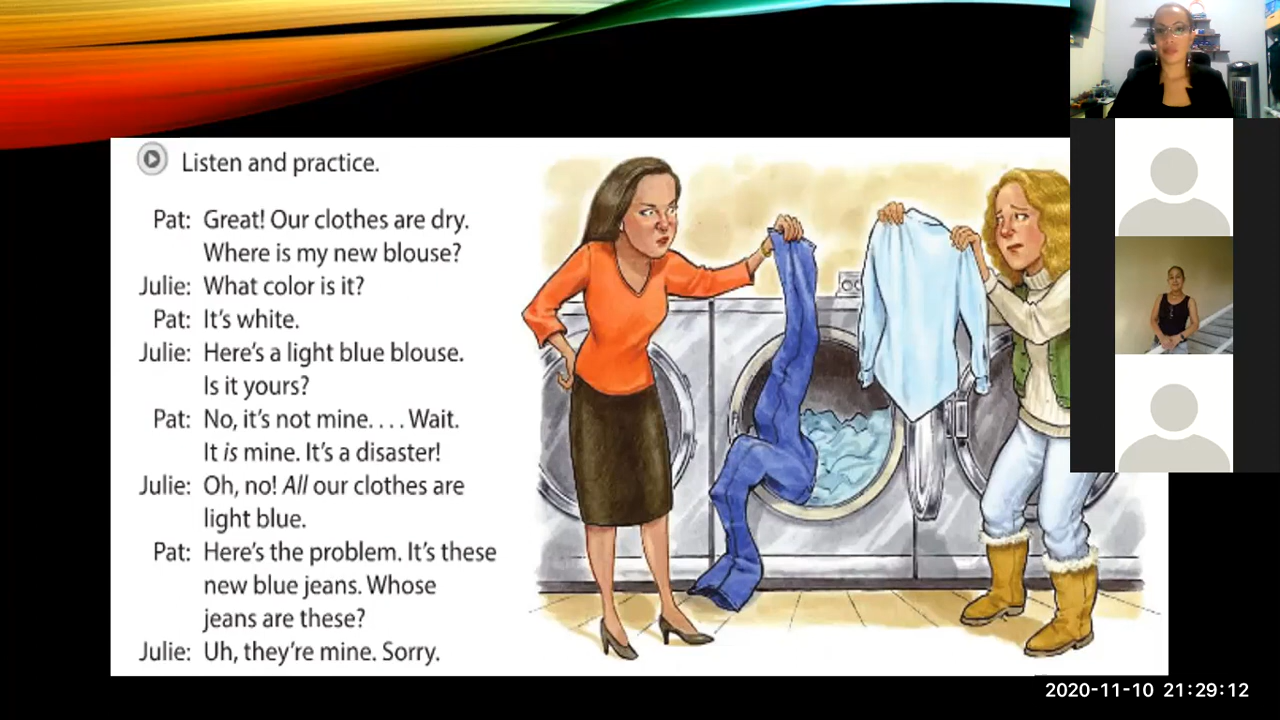 Listen and practice.
Pat: Great! Our clothes are dry.
Where is my new blouse?
Julie: What color is it?
Pat: It's white.
Julie: Here's a light blue blouse.
Is it yours?
Pat: No, it's not mine. . . . Wait.
It is mine. It's a disaster!
Julie: Oh, no! All our clothes are
light blue.
Pat: Here's the problem. It's these
new blue jeans. Whose
jeans are these?
Julie: Uh, they're mine. Sorry.
2020-11-10 21:29:12